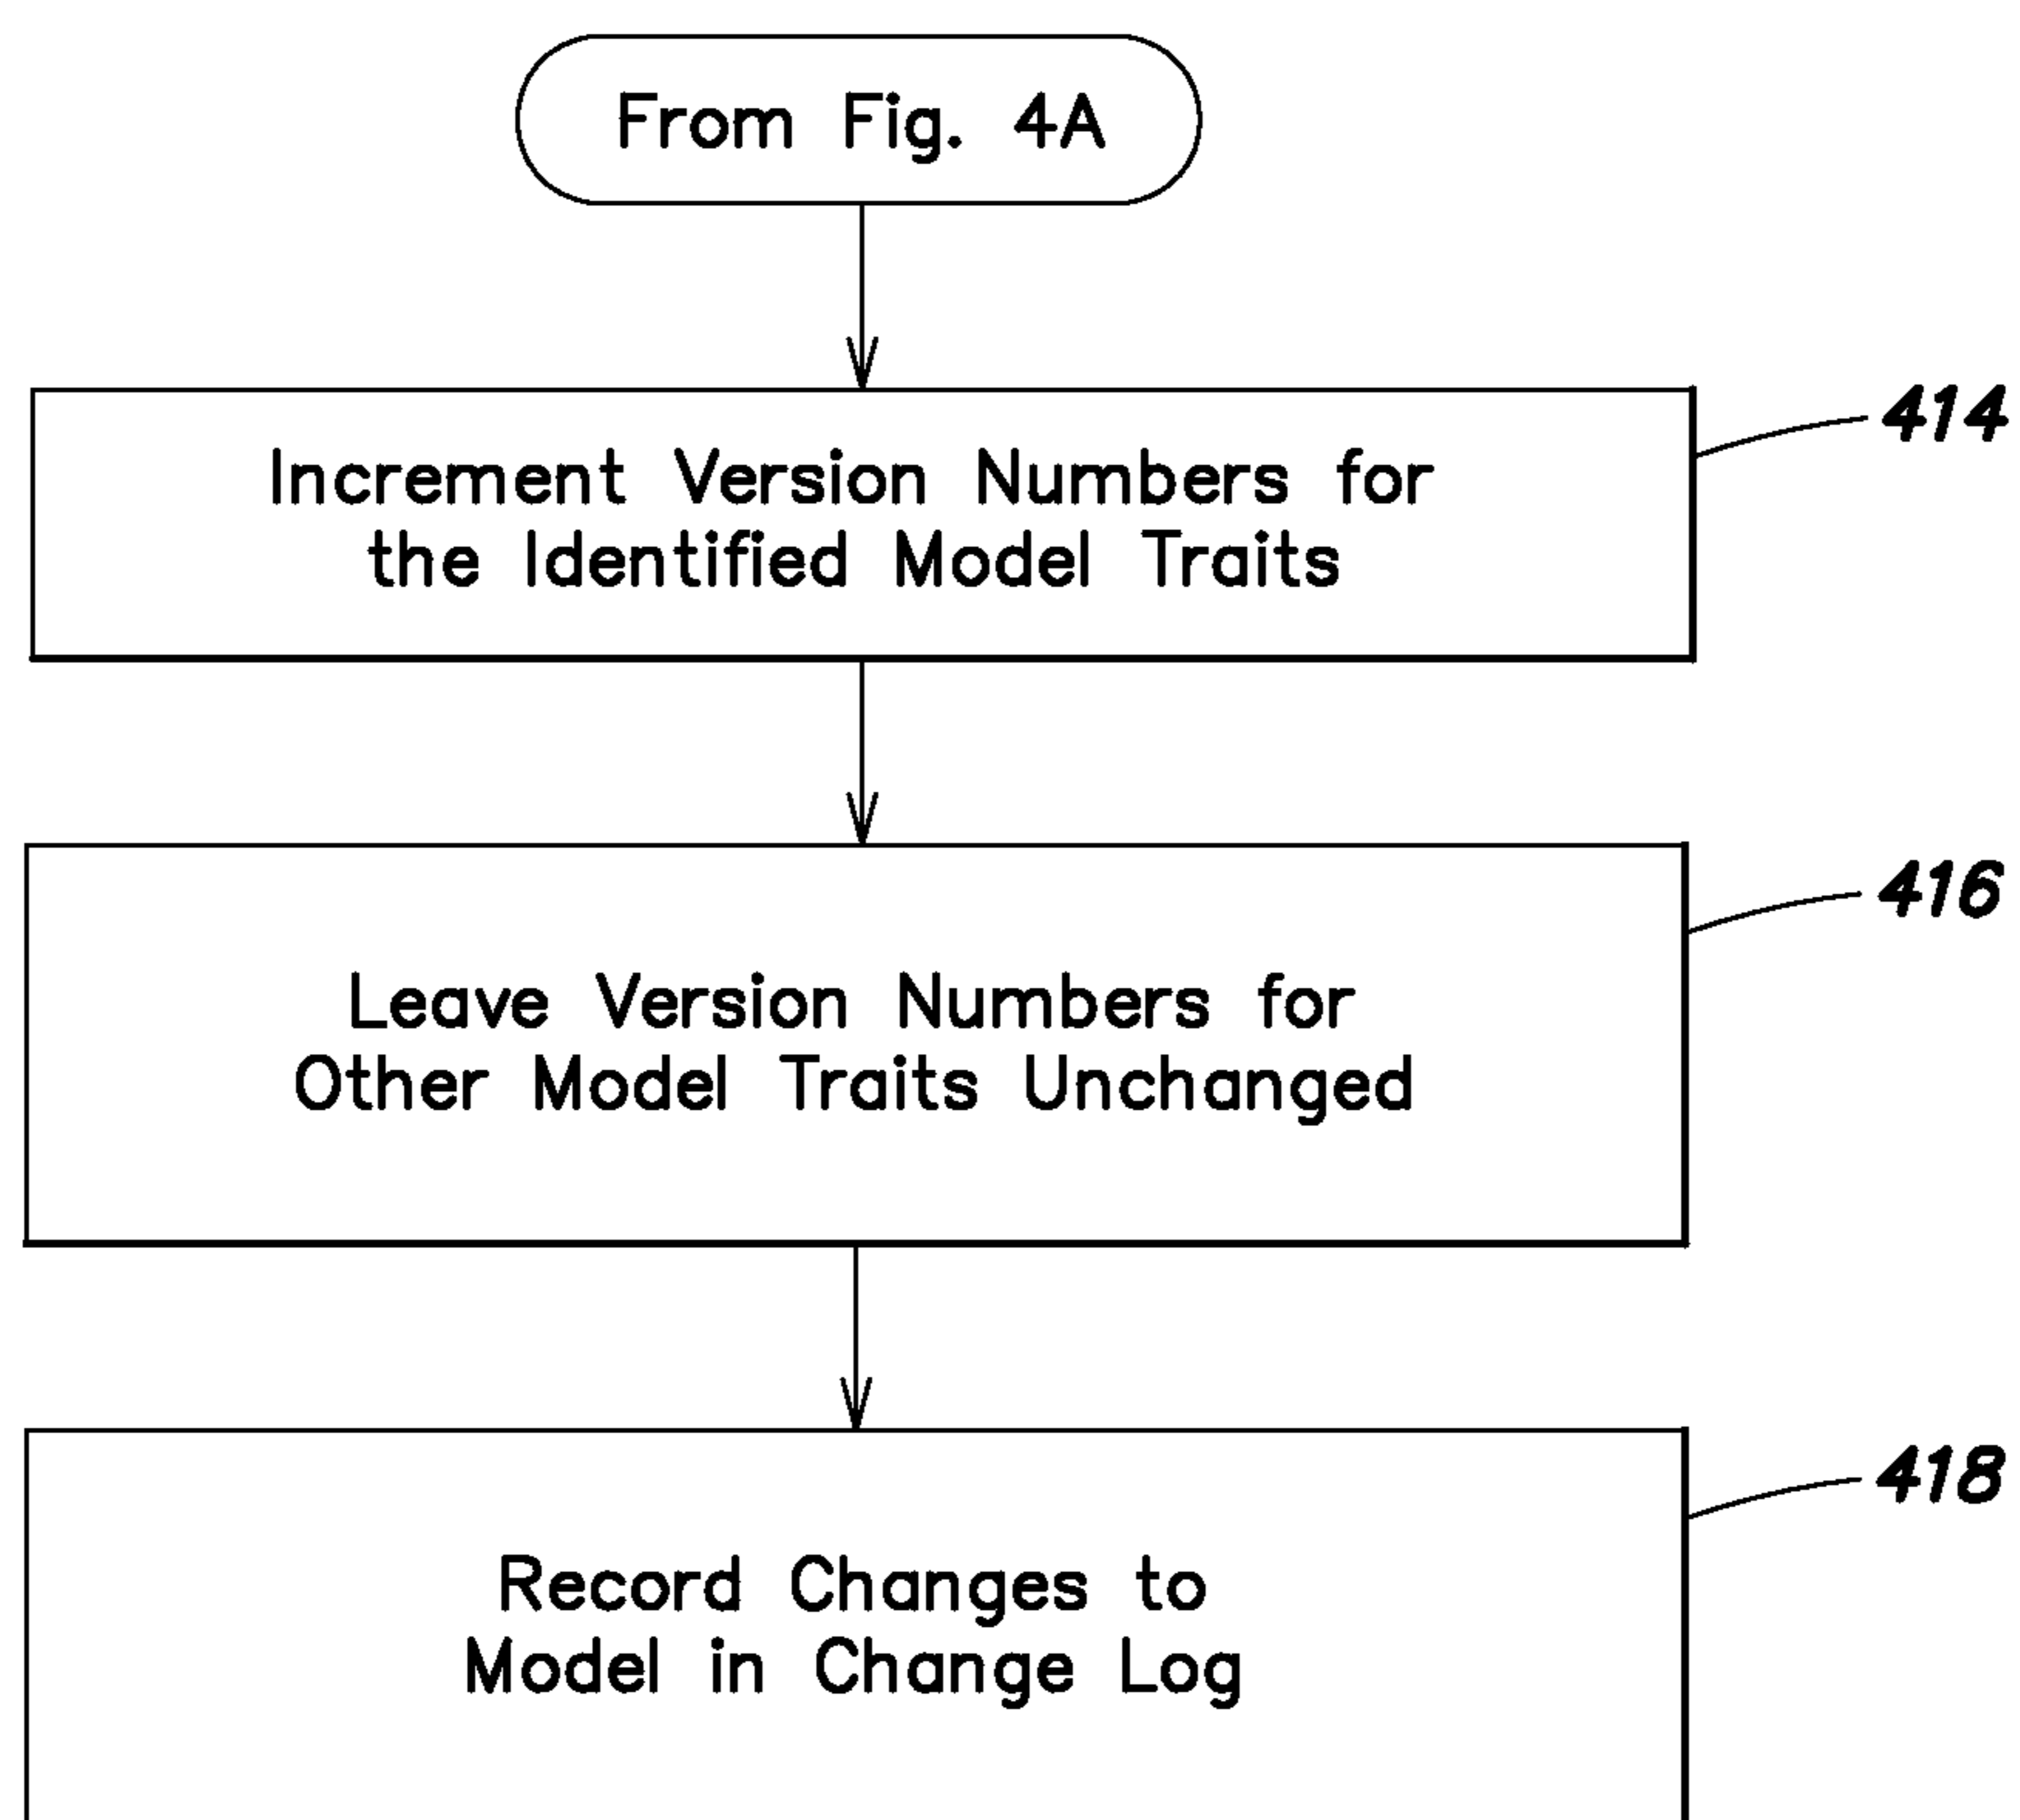 From Fig. 4A
414
Increment Version Numbers for
the Identified Model Traits
416
Leave Version Numbers for
Other Model Traits Unchanged
418
Record Changes to
Model in Change Log